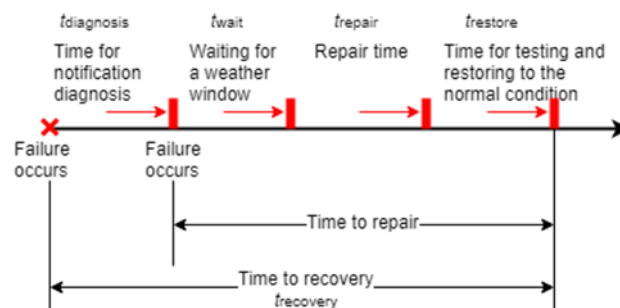 tdiagnosis
twait
trepair
trestore
Time for
notification
diagnosis
Waiting for
a weather
window
Repair time
Time for testing and
restoring to the
normal condition
Failure
occurs
Failure
occurs
Time to repair
Time to recovery
trecovery